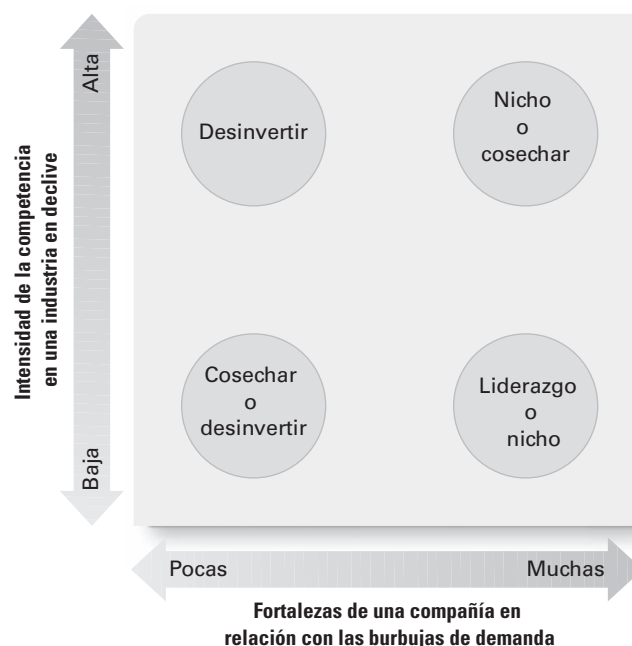 Alta
Intensidad de la competencia
en una industria en declive
Baja
Desinvertir
Nicho
o
cosechar
Cosechar
o
desinvertir
Liderazgo
o
nicho
Pocas
Muchas
Fortalezas de una compañía en
relación con las burbujas de demanda